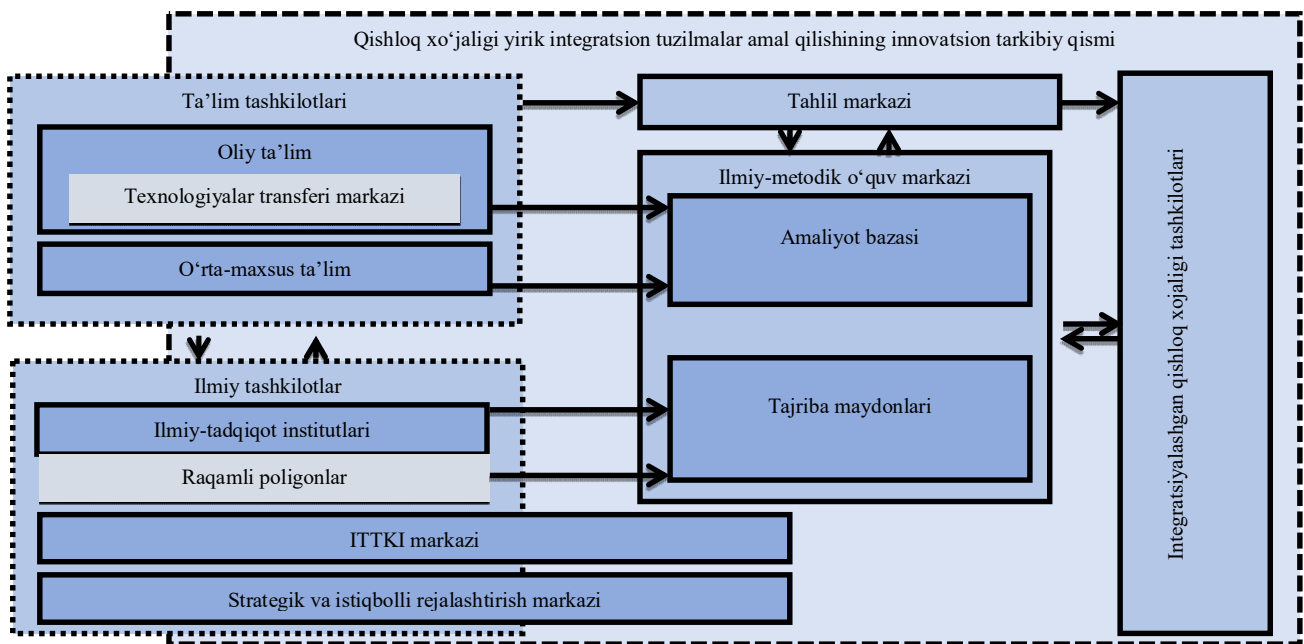 Qishloq xo‘jaligi yirik integratsion tuzilmalar amal qilishining innovatsion tarkibiy qismi
Ta’lim tashkilotlari
Oliy ta’lim
Texnologiyalar transferi markazi
O‘rta-maxsus ta’lim
Tahlil markazi
Ilmiy-metodik o‘quv markazi
Amaliyot bazasi
Tajriba maydonlari
Integratsiyalashgan qishloq xojaligi tashkilotlari
Ilmiy tashkilotlar
Ilmiy-tadqiqot institutlari
Raqamli poligonlar
ITTKI markazi
Strategik va istiqbolli rejalashtirish markazi